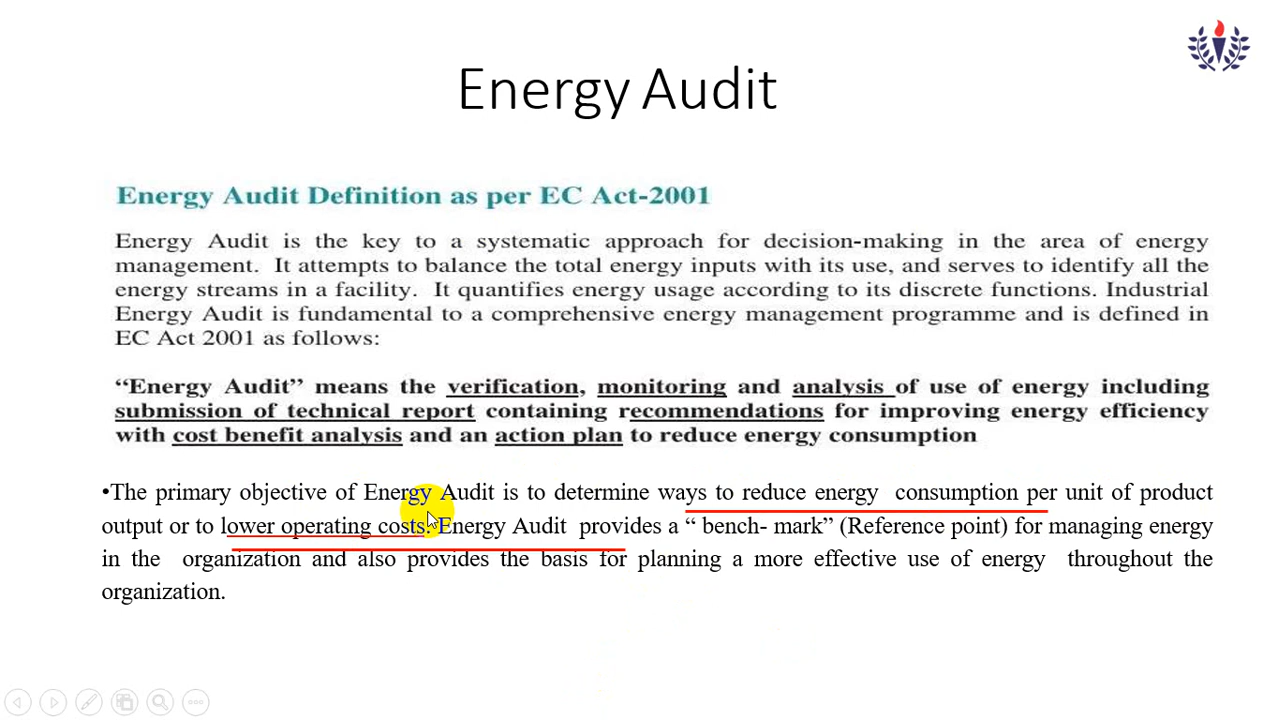 Energy Audit
Energy Audit Definition as per EC Act-2001
Energy Audit is the key to a systematic approach for decision-making in the area of energy
management. It attempts to balance the total energy inputs with its use, and serves to identify all the
energy streams in a facility. It quantifies energy usage according to its discrete functions. Industrial
Energy Audit is fundamental to a comprehensive energy management programme and is defined in
EC Act 2001 as follows:
“Energy Audit” means the verification, monitoring and analysis of use of energy including
submission of technical report containing recommendations for improving energy efficiency
with cost benefit analysis and an action plan to reduce energy consumption
•The primary objective of Energy Audit is to determine ways to reduce energy consumption per unit of product
output or to lower operating costs. Energy Audit provides a “ bench- mark” (Reference point) for managing energy
in the organization and also provides the basis for planning a more effective use of energy throughout the
organization.